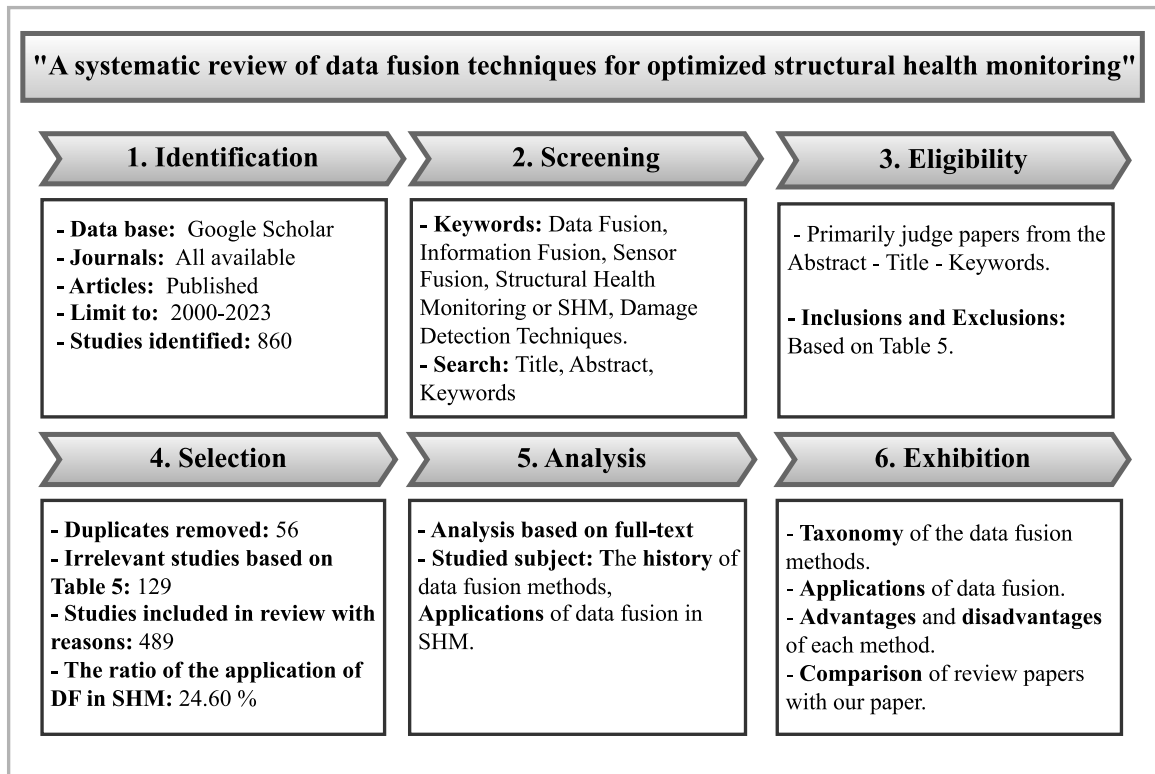 "A systematic review of data fusion techniques for optimized structural health monitoring"
1. Identification
- Data base: Google Scholar
- Journals: All available
- Articles: Published
- Limit to: 2000-2023
- Studies identified: 860
2. Screening
- Keywords: Data Fusion,
Information Fusion, Sensor
Fusion, Structural Health
Monitoring or SHM, Damage
Detection Techniques.
- Search: Title, Abstract,
Keywords
3. Eligibility
- Primarily judge papers from the
Abstract - Title - Keywords.
- Inclusions and Exclusions:
Based on Table 5.
4. Selection
- Duplicates removed: 56
- Irrelevant studies based on
Table 5: 129
- Studies included in review with
reasons: 489
- The ratio of the application of
DF in SHM: 24.60 %
5. Analysis
- Analysis based on full-text
- Studied subject: The history of
data fusion methods,
Applications of data fusion in
SHM.
6. Exhibition
- Taxonomy of the data fusion
methods.
- Applications of data fusion.
- Advantages and disadvantages
of each method.
- Comparison of review papers
with our paper.